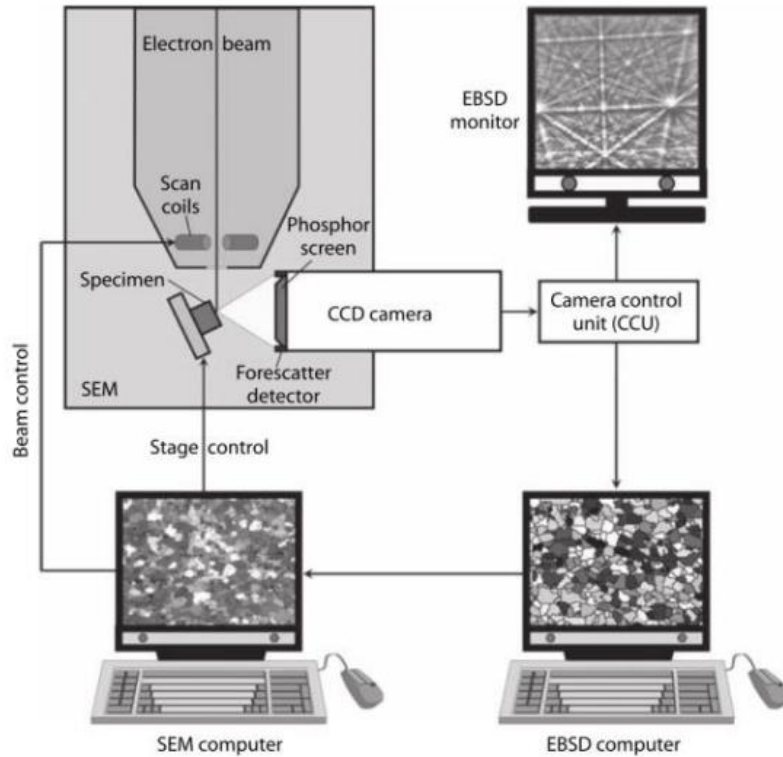 Electron beam
EBSD
monitor
Scan
coils
Phosphor
screen
Specimen
CCD camera
Camera control
unit (CCU)
Forescatter
detector
SEM
Beam control
Stage control
SEM computer
EBSD computer